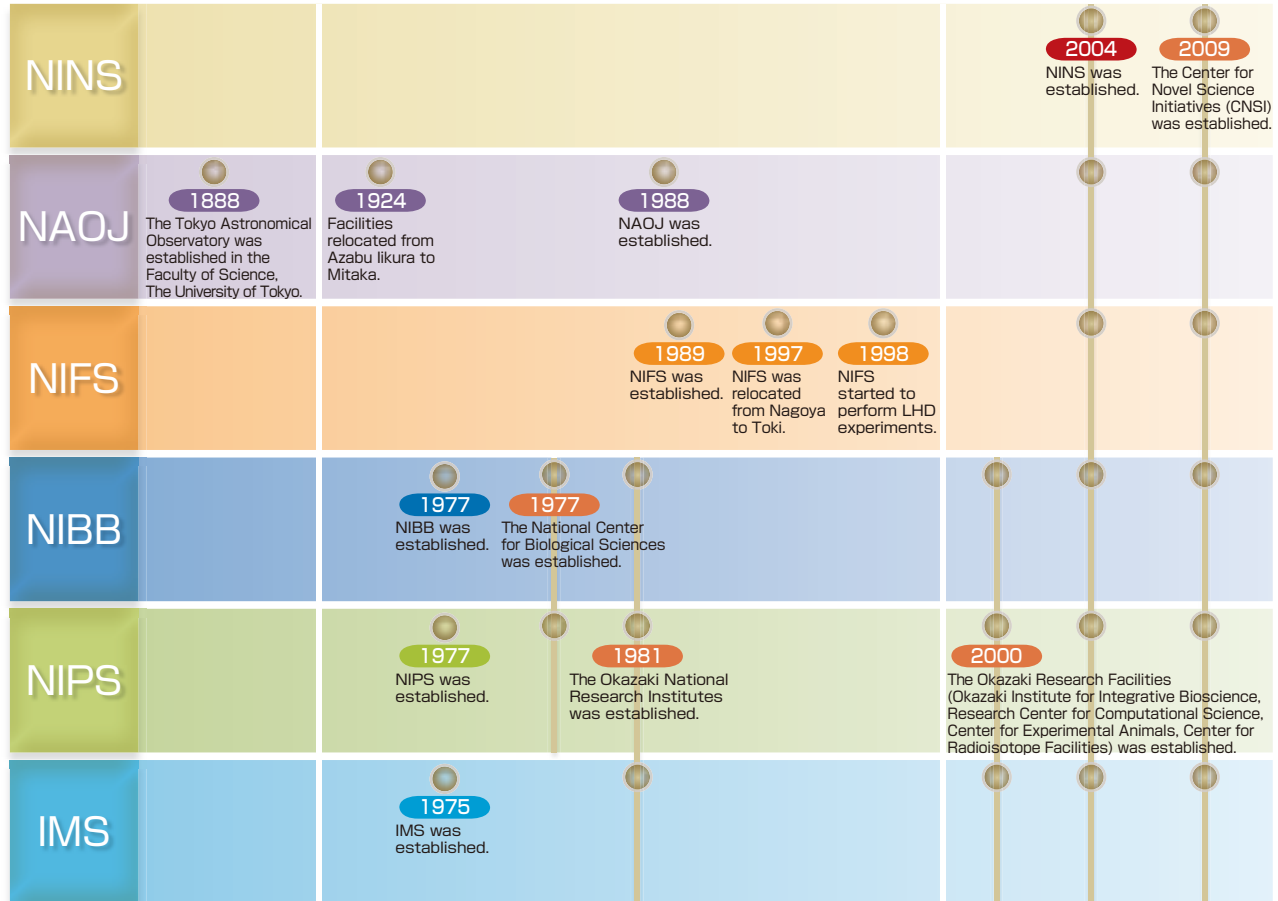 NINS
2004
NINS was
established.
2009
The Center for
Novel Science
Initiatives (CNSI)
was established.
NAOJ
1888
The Tokyo Astronomical
Observatory was
established in the
Faculty of Science,
The University of Tokyo.
1924
Facilities
relocated from
Azabu Iikura to
Mitaka.
1988
NAOJ was
established.
NIFS
1989
NIFS was
established.
1997
NIFS was
relocated
from Nagoya
to Toki.
1998
NIFS
started to
perform LHD
experiments.
NIBB
1977
NIBB was
established.
1977
The National Center
for Biological Sciences
was established.
NIPS
1977
NIPS was
established.
1981
The Okazaki National
Research Institutes
was established.
2000
The Okazaki Research Facilities
(Okazaki Institute for Integrative Bioscience,
Research Center for Computational Science,
Center for Experimental Animals, Center for
Radioisotope Facilities) was established.
IMS
1975
IMS was
established.